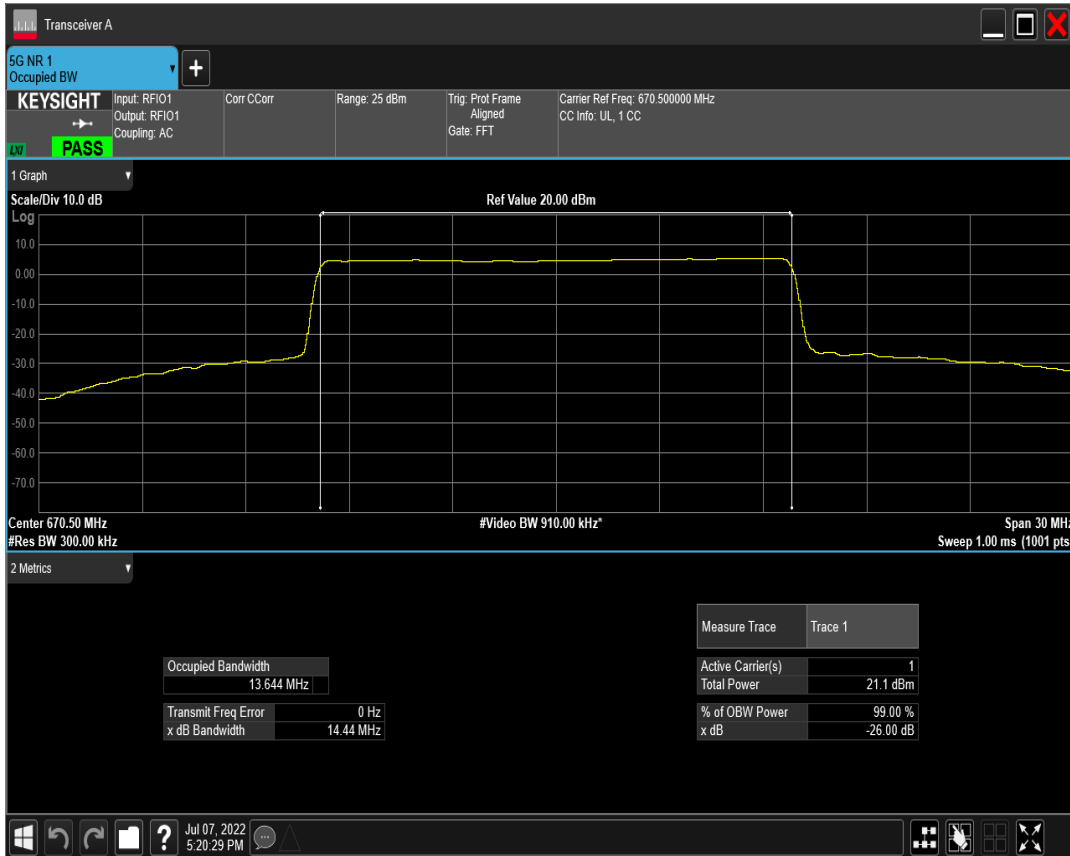 Transceiver A
5G NR 1
Occupied BW
KEYSIGHT
Input: RFIO1
Output: RFIO1
Coupling: AC
Corr CCorr
Range: 25 dBm
Trig: Prot Frame
Aligned
Gate: FFT
Carrier Ref Freq: 670.500000 MHz
CC Info: UL, 1 CC
LXI
PASS
1 Graph
Scale/Div 10.0 dB
Ref Value 20.00 dBm
Log
10.0
0.00
-10.0
-20.0
-30.0
-40.0
-50.0
-60.0
-70.0
Center 670.50 MHz
#Video BW 910.00 kHz*
Span 30 MHz
#Res BW 300.00 kHz
Sweep 1.00 ms (1001 pts
2 Metrics
Measure Trace Trace 1
Occupied Bandwidth
13.644 MHz
Active Carrier(s) 1
Total Power 21.1 dBm
Transmit Freq Error 0 Hz
x dB Bandwidth 14.44 MHz
% of OBW Power 99.00 %
x dB -26.00 dB
?
Jul 07, 2022
5:20:29 PM